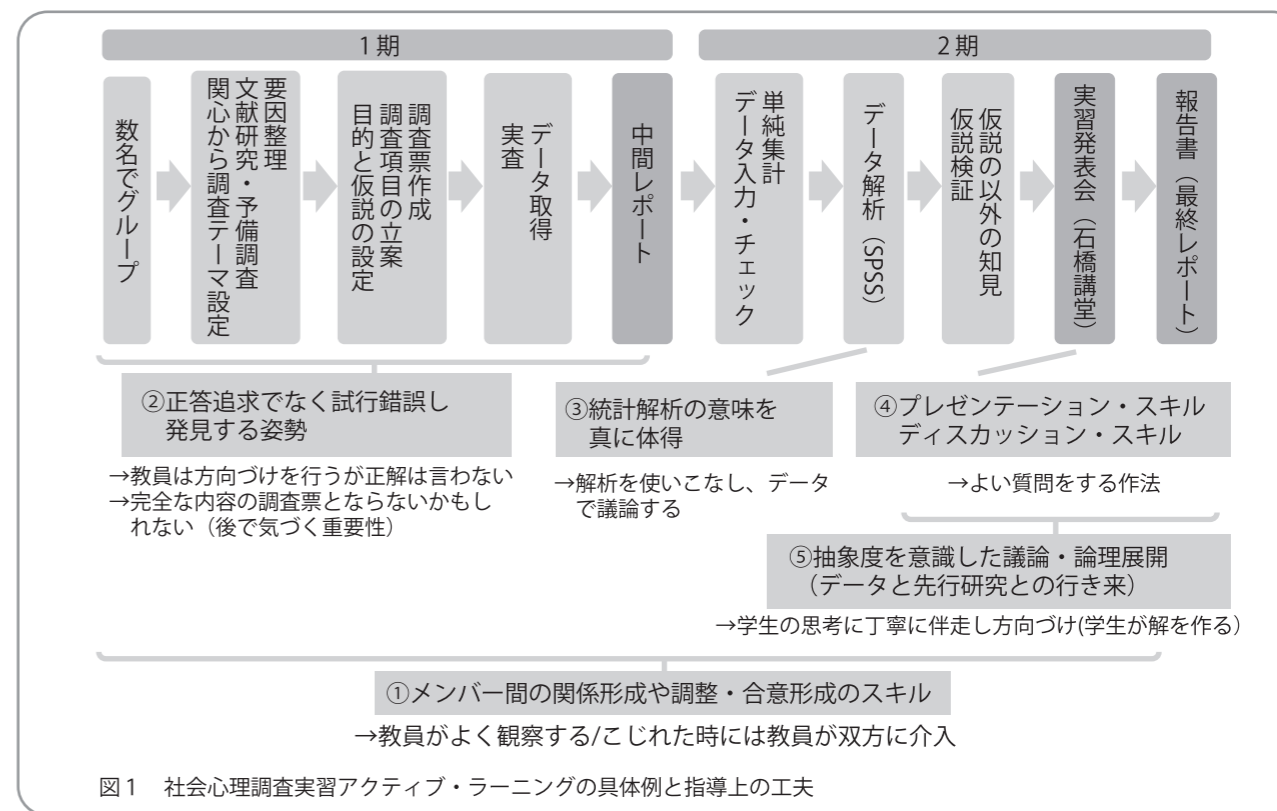 1期
2期
数名でグループ
要因整理
文献研究・予備調査
関心から調査テーマ設定
調査票作成
調査項目の立案
目的と仮説の設定
データ取得
実査
中間レポート
単純集計
データ入力・チェック
データ解析（SPSS）
仮説の以外の知見
仮説検証
実習発表会（石橋講堂）
報告書（最終レポート）
②正答追求でなく試行錯誤し
発見する姿勢
→教員は方向づけを行うが正解は言わない
→完全な内容の調査票とならないかもし
れない（後で気づく重要性）
③統計解析の意味を
真に体得
→解析を使いこなし、データ
で議論する
④プレゼンテーション・スキル
ディスカッション・スキル
→よい質問をする作法
⑤抽象度を意識した議論・論理展開
（データと先行研究との行き来）
→学生の思考に丁寧に伴走し方向づけ(学生が解を作る）
①メンバー間の関係形成や調整・合意形成のスキル
→教員がよく観察する/こじれた時には教員が双方に介入
図1　社会心理調査実習アクティブ・ラーニングの具体例と指導上の工夫